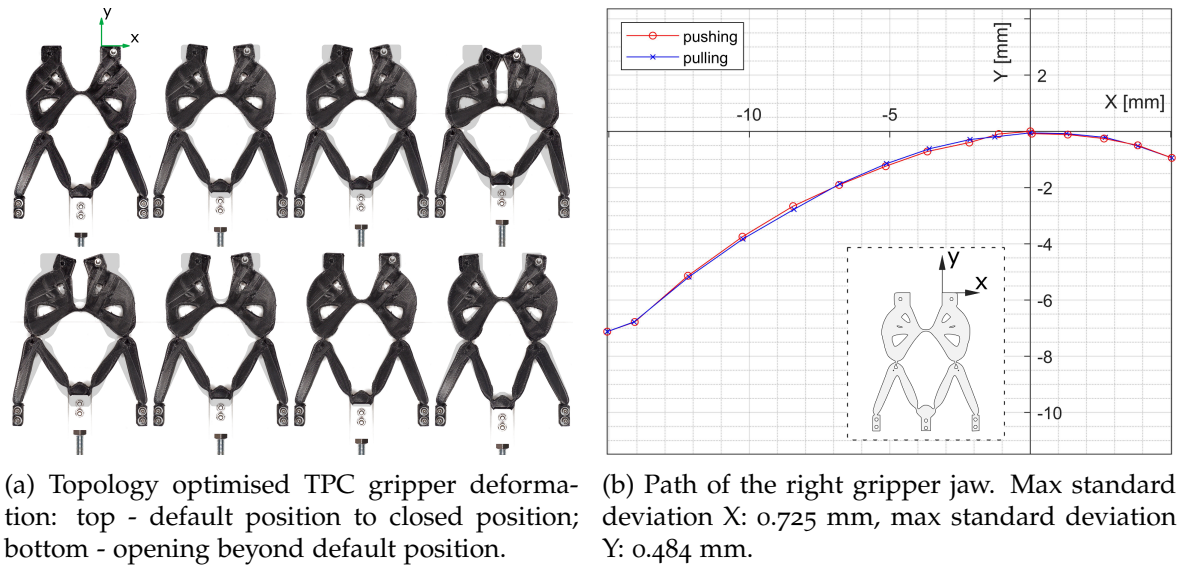 y
x
pushing
pulling
Y [mm]
2
X [mm]
-10
-5
-2
-4
-6
-8
-10
y
x
(a) Topology optimised TPC gripper deforma-
tion: top - default position to closed position;
bottom - opening beyond default position.
(b) Path of the right gripper jaw. Max standard
deviation X: 0.725 mm, max standard deviation
Y: 0.484 mm.